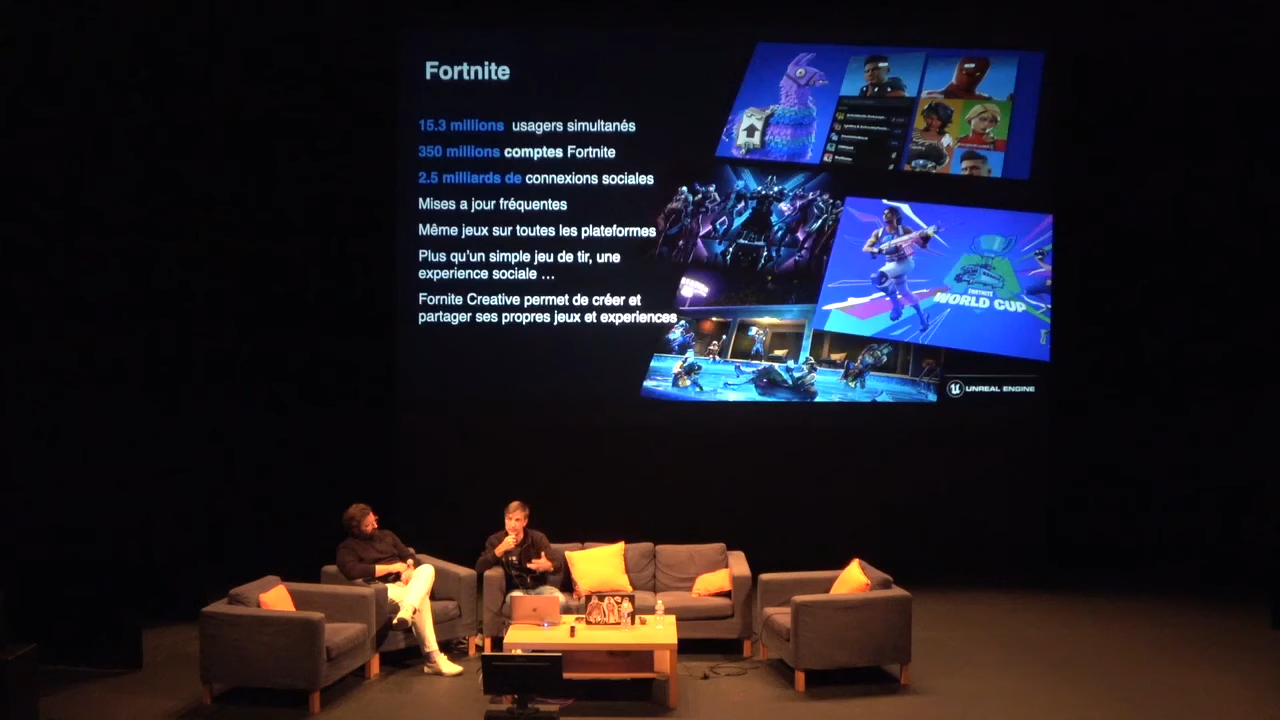 Fortnite
15.3 millions usagers simultanés
350 millions comptes Fortnite
2.5 milliards de connexions sociales
Mises a jour fréquentes
Même jeux sur toutes les plateformes
Plus qu'un simple jeu de tir, une
experience sociale ...
Fornite Creative permet de créer et
partager ses propres jeux et experiences
FORTNITE
WORLD CUP
UNREAL ENGINE